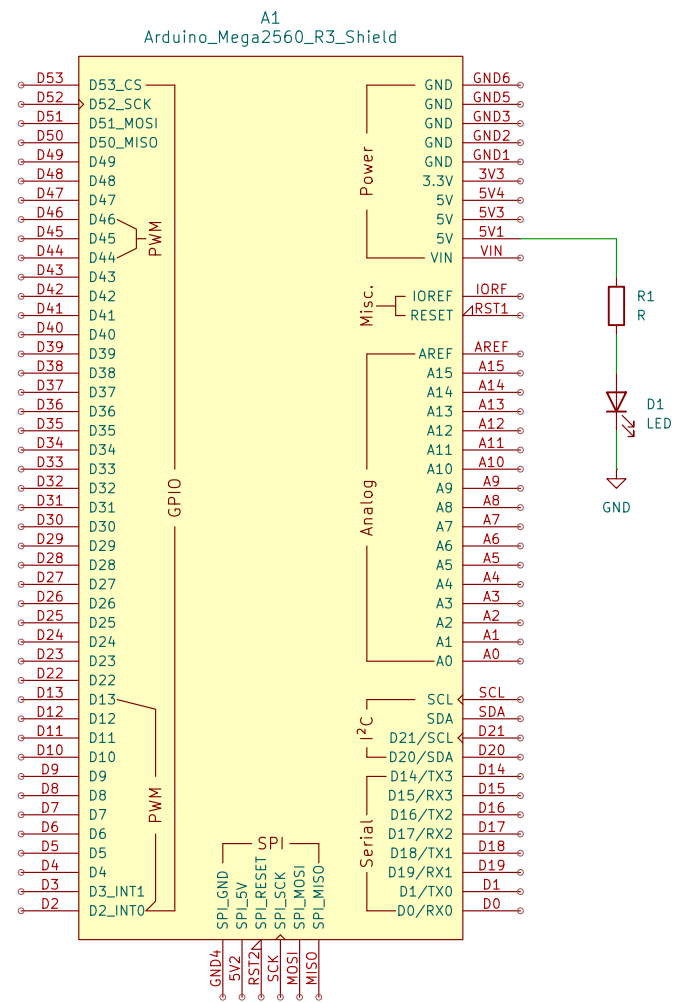 A1
Arduino_Mega2560_R3_Shield
D53 D53_CS GND GND6
D52 D52_SCK GND GND5
D51 D51_MOSI GND GND3
D50 D50_MISO GND GND2
D49 D49 GND GND1
D48 D48 3.3V 3V3
D47 D47 5V 5V4
D46 D46 5V 5V3
D45 D45 5V 5V1
D44 D44 VIN VIN
PWM
Power
D43 D43
D42 D42 IOREF IORF
D41 D41 RESET RST1
Misc.
R1
R
D40 D40
D39 D39 AREF AREF
D38 D38 A15 A15
D37 D37 A14 A14
D36 D36 A13 A13
D35 D35 A12 A12
D34 D34 A11 A11
D33 D33 A10 A10
D32 D32 A9 A9
D31 D31 A8 A8
D30 D30 A7 A7
D29 D29 A6 A6
D28 D28 A5 A5
D27 D27 A4 A4
D26 D26 A3 A3
D25 D25 A2 A2
D24 D24 A1 A1
D23 D23 A0 A0
GPIO
Analog
D1
LED
GND
D22 D22
D13 D13 SCL SCL
D12 D12 SDA SDA
D11 D11 D21/SCL D21
D10 D10 D20/SDA D20
I²C
D9 D9 D14/TX3 D14
D8 D8 D15/RX3 D15
D7 D7 D16/TX2 D16
D6 D6 D17/RX2 D17
D5 D5 D18/TX1 D18
D4 D4 D19/RX1 D19
D3 D3_INT1 D1/TX0 D1
D2 D2_INT0 D0/RX0 D0
PWM
Serial
SPI
SPI_GND
SPI_5V
SPI_RESET
SPI_SCK
SPI_MOSI
SPI_MISO
GND4
5V2
RST2
SCK
MOSI
MISO